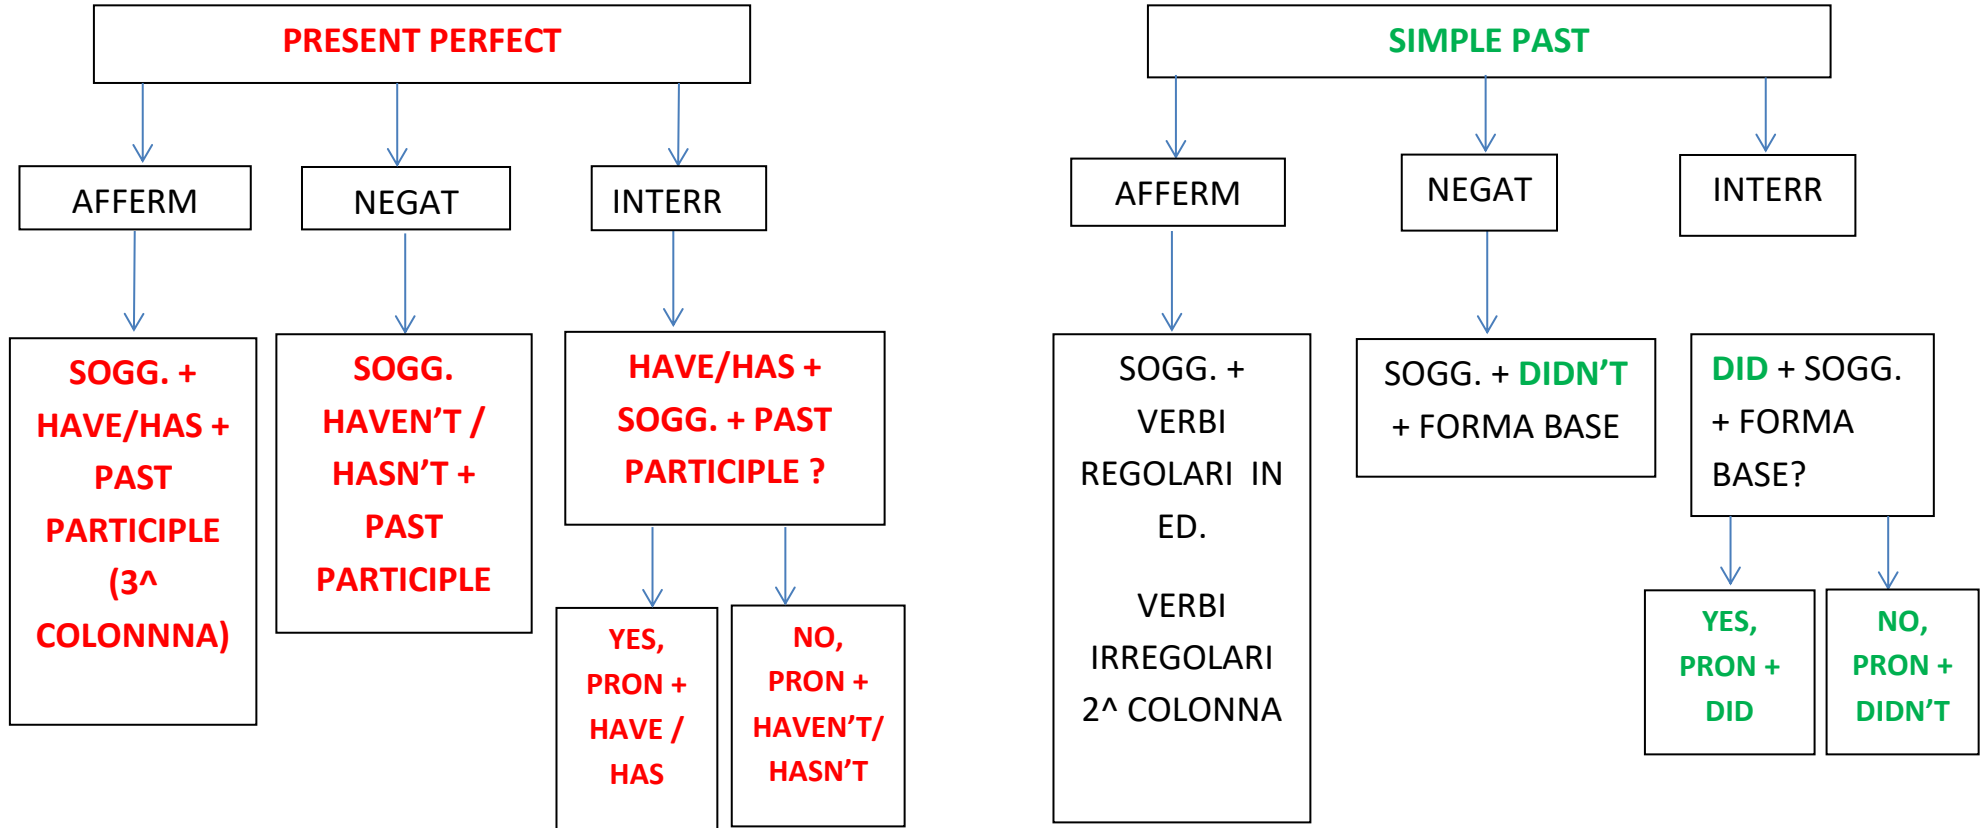 PRESENT PERFECT
AFFERM
NEGAT
INTERR
SOGG. +
HAVE/HAS +
PAST
PARTICIPLE
(3^
COLONNNA)
SOGG.
HAVEN’T /
HASN’T +
PAST
PARTICIPLE
HAVE/HAS +
SOGG. + PAST
PARTICIPLE ?
YES,
PRON +
HAVE /
HAS
NO,
PRON +
HAVEN’T/
HASN’T
SIMPLE PAST
AFFERM
NEGAT
INTERR
SOGG. +
VERBI
REGOLARI IN
ED.
VERBI
IRREGOLARI
2^ COLONNA
SOGG. + DIDN’T
+ FORMA BASE
DID + SOGG.
+ FORMA
BASE?
YES,
PRON +
DID
NO,
PRON +
DIDN’T